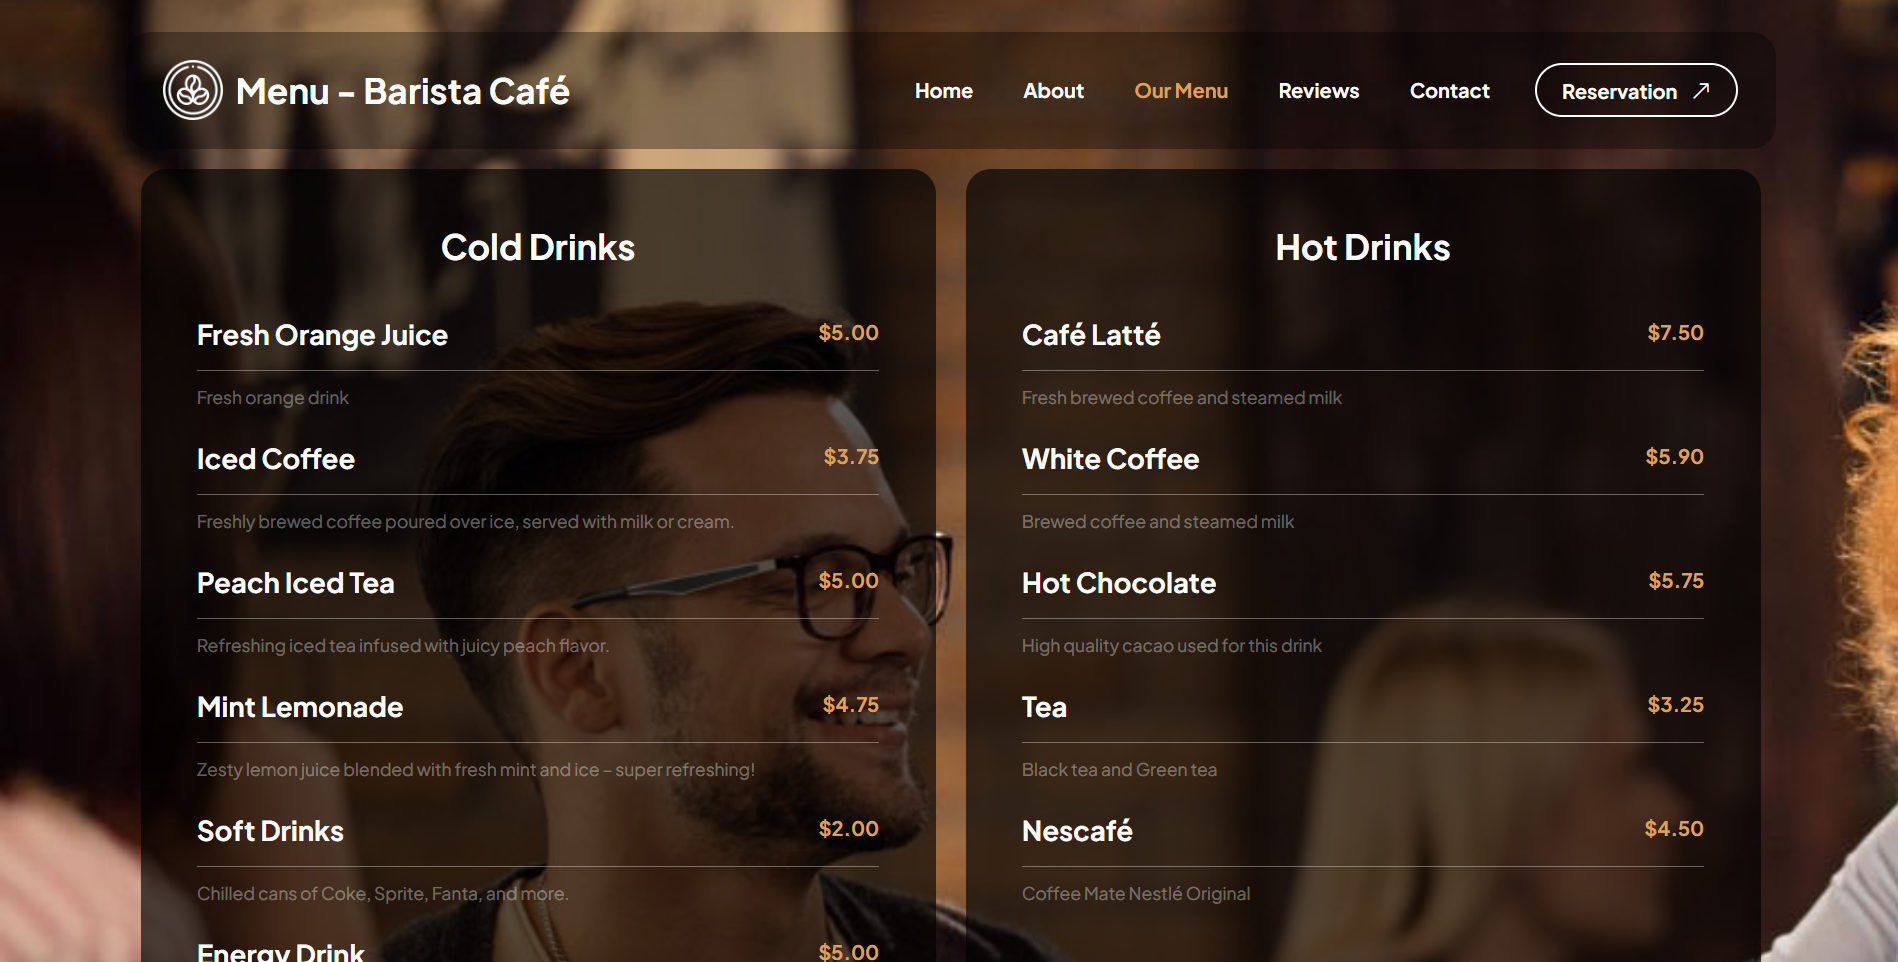 Menu - Barista Café
Home
About
Our Menu
Reviews
Contact
Reservation
Cold Drinks
Fresh Orange Juice $5.00
Fresh orange drink
Iced Coffee $3.75
Freshly brewed coffee poured over ice, served with milk or cream.
Peach Iced Tea $5.00
Refreshing iced tea infused with juicy peach flavor.
Mint Lemonade $4.75
Zesty lemon juice blended with fresh mint and ice – super refreshing!
Soft Drinks $2.00
Chilled cans of Coke, Sprite, Fanta, and more.
Energy Drink $5.00
Hot Drinks
Café Latté $7.50
Fresh brewed coffee and steamed milk
White Coffee $5.90
Brewed coffee and steamed milk
Hot Chocolate $5.75
High quality cacao used for this drink
Tea $3.25
Black tea and Green tea
Nescafé $4.50
Coffee Mate Nestlé Original